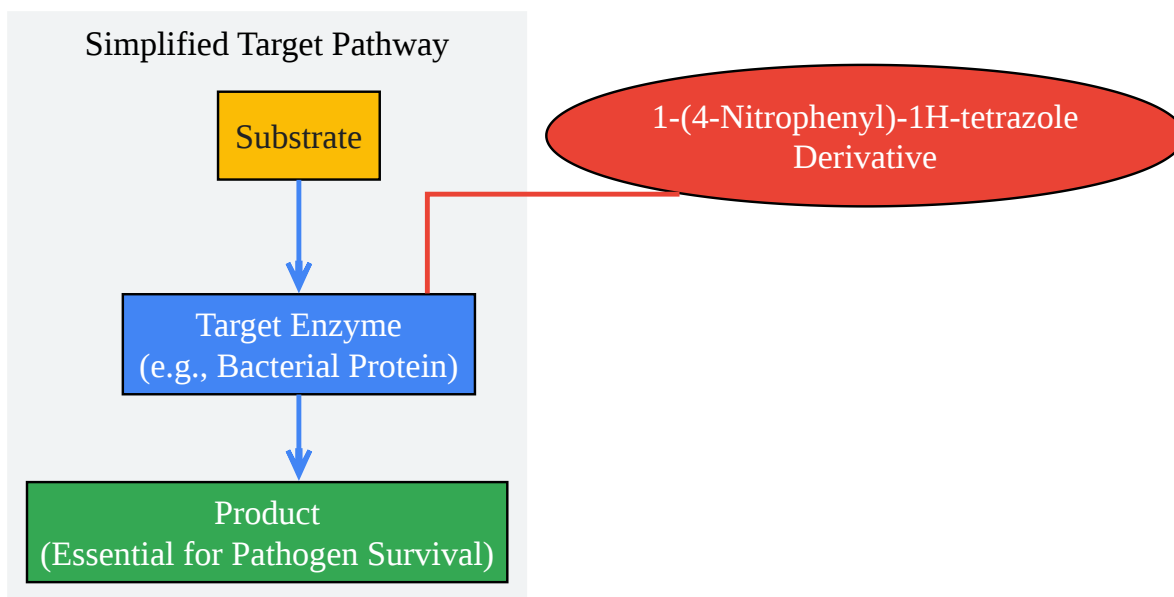 Simplified Target Pathway
Substrate
1-(4-Nitrophenyl)-1H-tetrazole
Derivative
Target Enzyme
(e.g., Bacterial Protein)
Product
(Essential for Pathogen Survival)